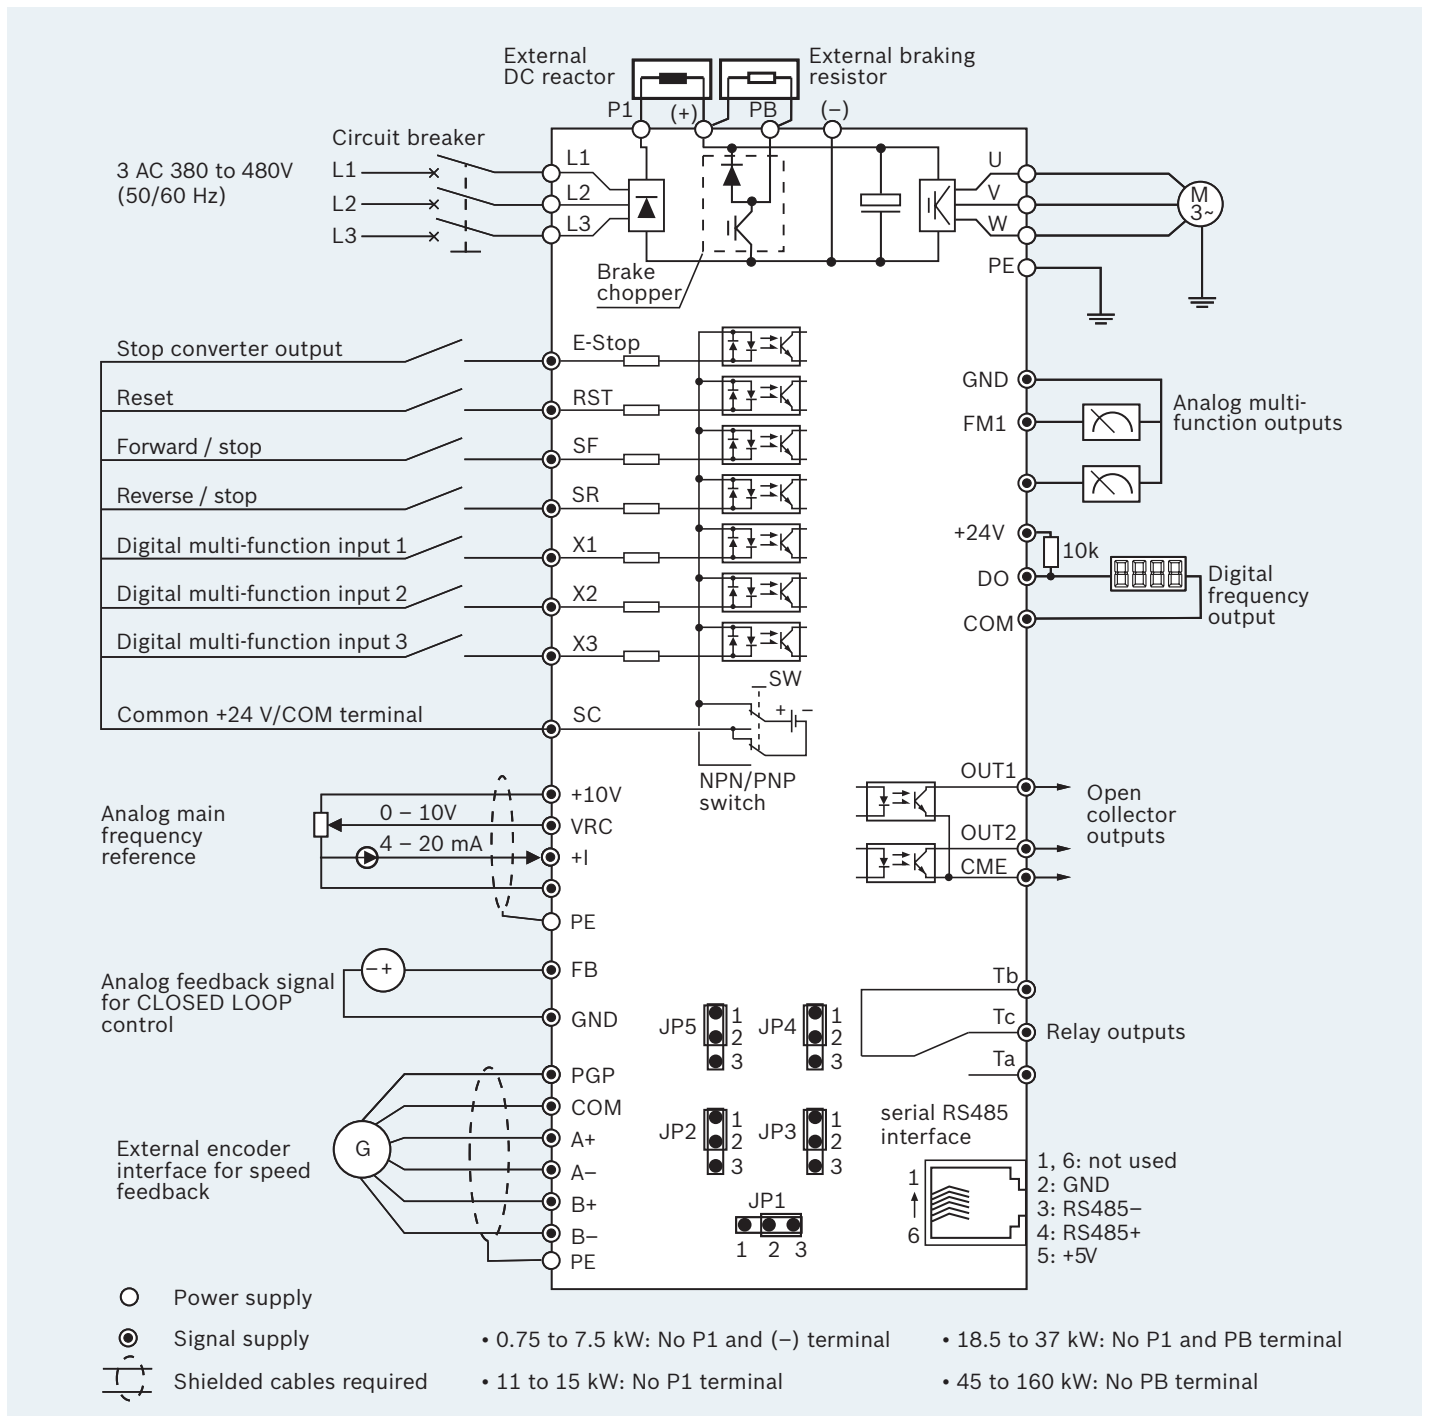 External
DC reactor
External braking
resistor
P1
(+)
PB
(–)
Circuit breaker
3 AC 380 to 480V
(50/60 Hz)
L1
L2
L3
L1
L2
L3
U
V
W
PE
M
3~
Brake
chopper
Stop converter output
E-Stop
Reset
RST
Forward / stop
SF
Reverse / stop
SR
Digital multi-function input 1
X1
Digital multi-function input 2
X2
Digital multi-function input 3
X3
Common +24 V/COM terminal
SC
SW
+ –
NPN/PNP
switch
GND
FM1
Analog multi-
function outputs
+24V
10k
DO
COM
Digital
frequency
output
Analog main
frequency
reference
0 – 10V
4 – 20 mA
+10V
VRC
+I
PE
OUT1
OUT2
CME
Open
collector
outputs
Analog feedback signal
for CLOSED LOOP
control
– +
FB
GND
Tb
Tc
Ta
Relay outputs
JP5
1
2
3
JP4
1
2
3
External encoder
interface for speed
feedback
G
PGP
COM
A+
A–
B+
B–
PE
JP2
1
2
3
JP3
1
2
3
JP1
1 2 3
serial RS485
interface
1
6
1, 6: not used
2: GND
3: RS485–
4: RS485+
5: +5V
Power supply
Signal supply
Shielded cables required
• 0.75 to 7.5 kW: No P1 and (–) terminal
• 11 to 15 kW: No P1 terminal
• 18.5 to 37 kW: No P1 and PB terminal
• 45 to 160 kW: No PB terminal